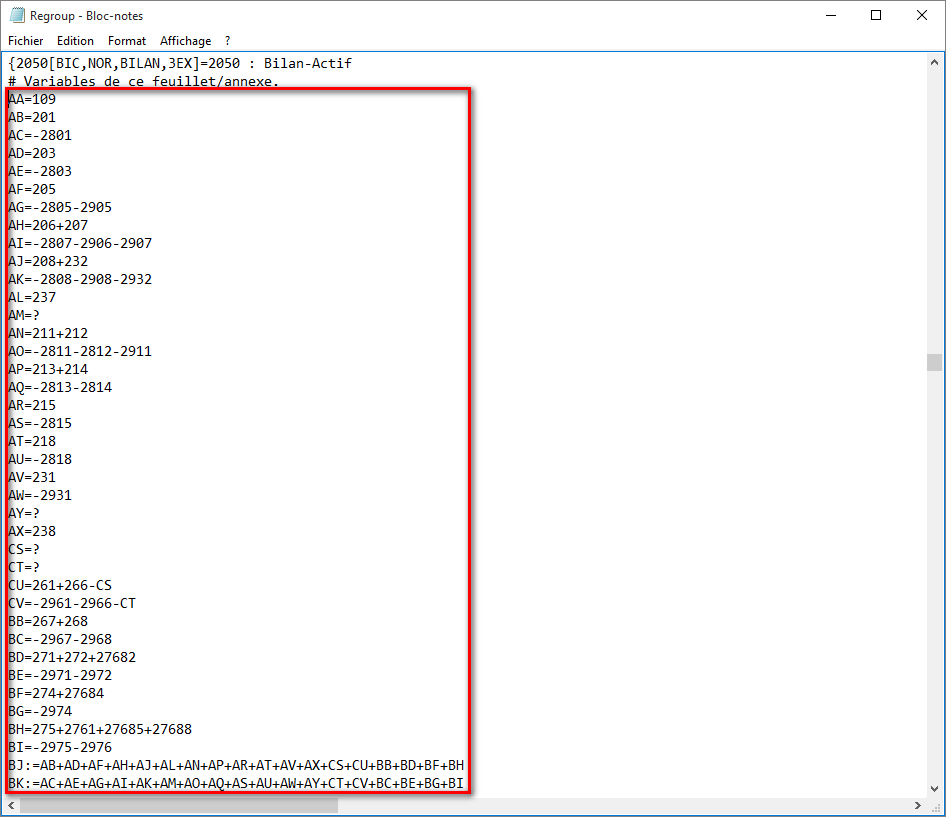 Regroup - Bloc-notes
Fichier Edition Format Affichage ?
{2050[BIC,NOR,BILAN,3EX]=2050 : Bilan-Actif
# Variables de ce feuillet/annexe.
AA=109
AB=201
AC=-2801
AD=203
AE=-2803
AF=205
AG=-2805-2905
AH=206+207
AI=-2807-2906-2907
AJ=208+232
AK=-2808-2908-2932
AL=237
AM=?
AN=211+212
AO=-2811-2812-2911
AP=213+214
AQ=-2813-2814
AR=215
AS=-2815
AT=218
AU=-2818
AV=231
AW=-2931
AY=?
AX=238
CS=?
CT=?
CU=261+266-CS
CV=-2961-2966-CT
BB=267+268
BC=-2967-2968
BD=271+272+27682
BE=-2971-2972
BF=274+27684
BG=-2974
BH=275+2761+27685+27688
BI=-2975-2976
BJ:=AB+AD+AF+AH+AJ+AL+AN+AP+AR+AT+AV+AX+CS+CU+BB+BD+BF+BH
BK:=AC+AE+AG+AI+AK+AM+AO+AQ+AS+AU+AW+AY+CT+CV+BC+BE+BG+BI